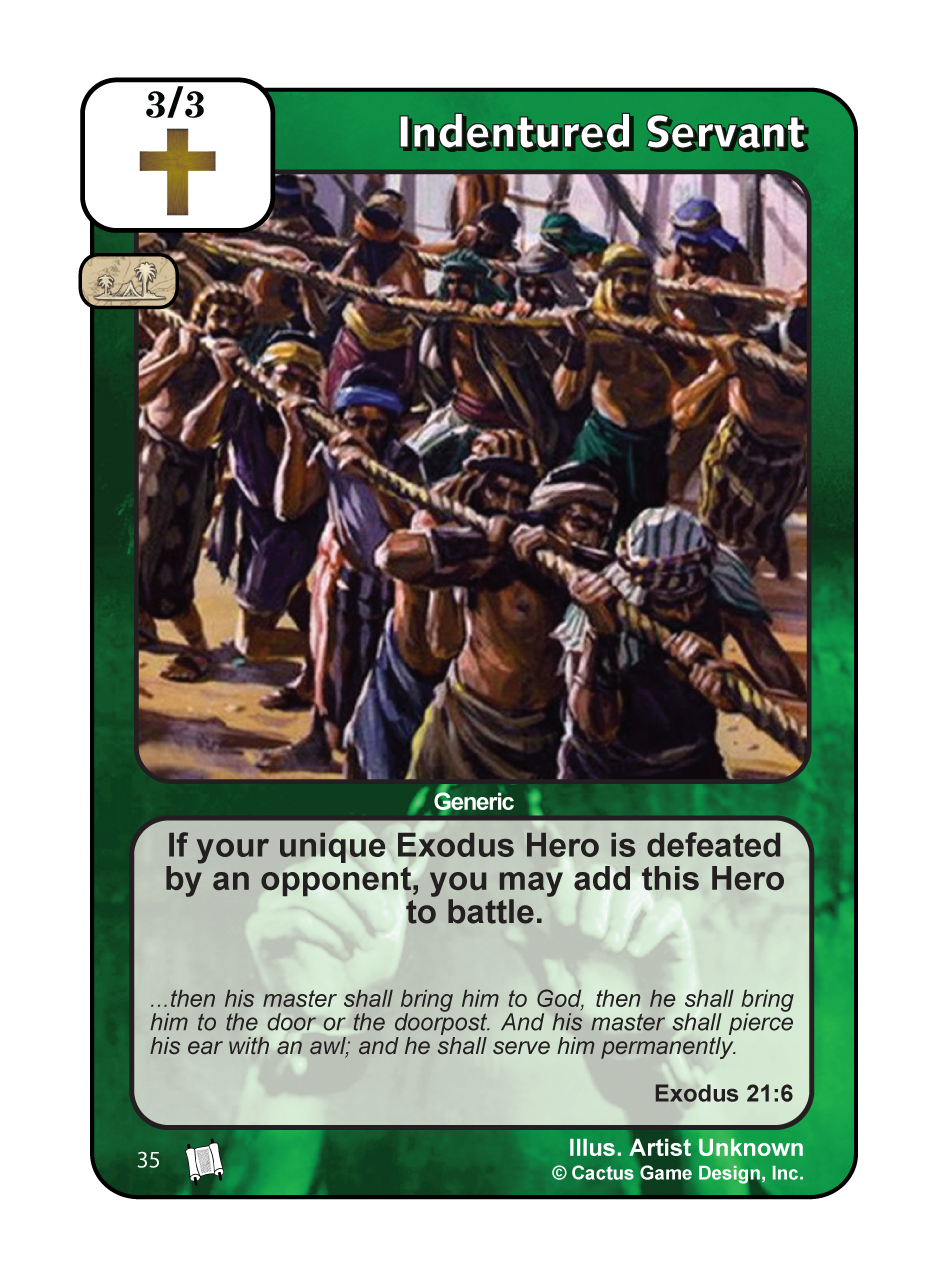 3/3
Indentured Servant
Generic
If your unique Exodus Hero is defeated
by an opponent, you may add this Hero
to battle.
...then his master shall bring him to God, then he shall bring
him to the door or the doorpost. And his master shall pierce
his ear with an awl; and he shall serve him permanently.
Exodus 21:6
35
Illus. Artist Unknown
© Cactus Game Design, Inc.